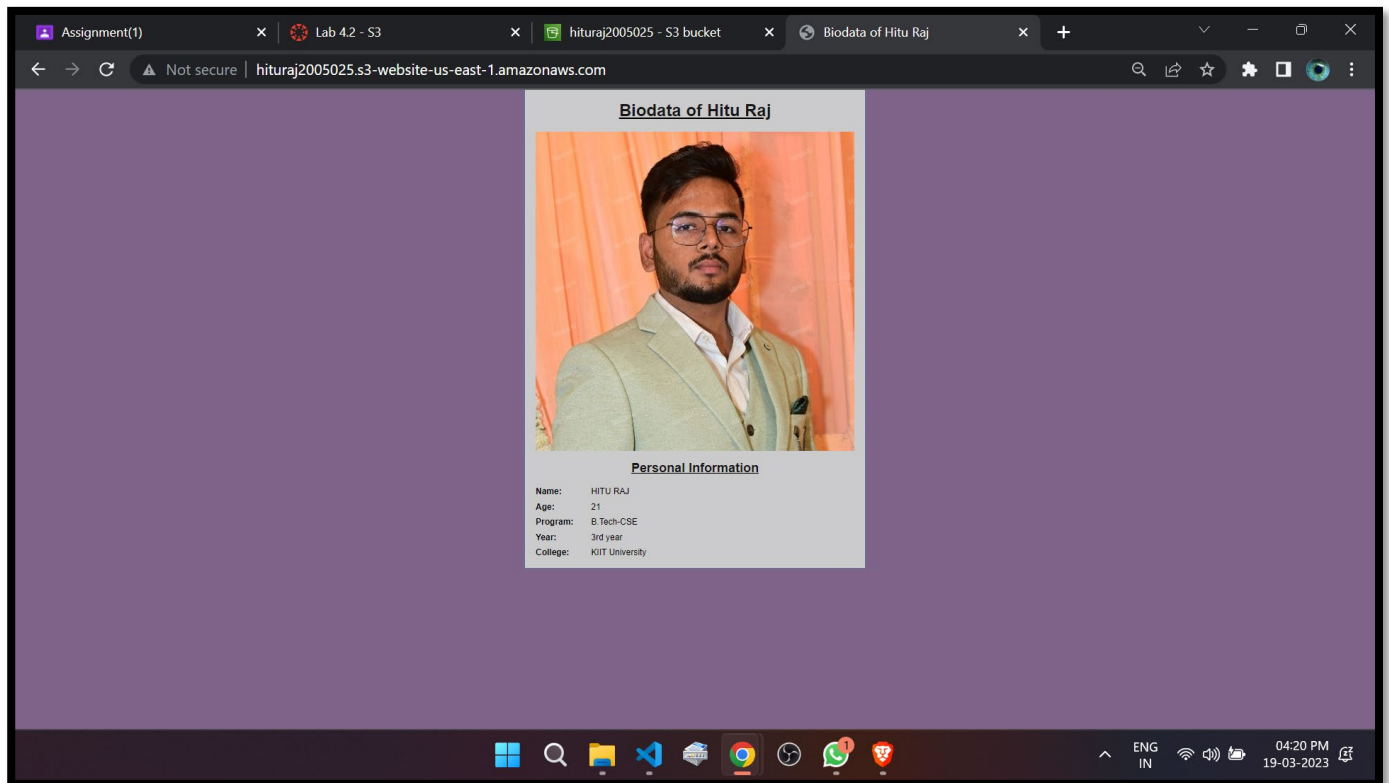 Assignment(1)
Lab 4.2 - S3
hituraj2005025 - S3 bucket
Biodata of Hitu Raj
Not secure | hituraj2005025.s3-website-us-east-1.amazonaws.com
Biodata of Hitu Raj
Personal Information
Name: HITU RAJ
Age: 21
Program: B.Tech-CSE
Year: 3rd year
College: KIIT University
1
ENG
IN
04:20 PM
19-03-2023